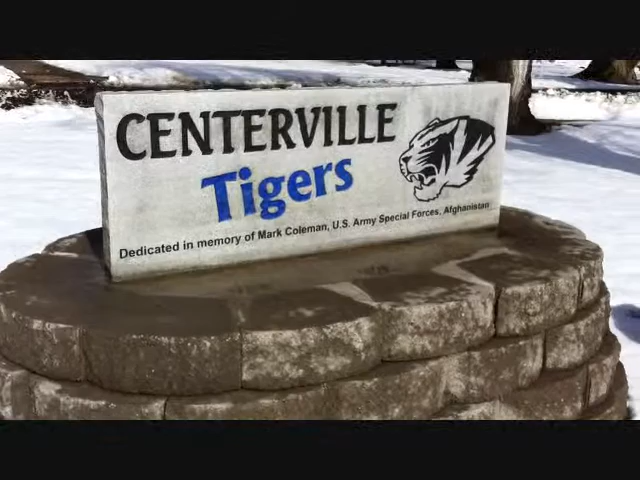 CENTERVILLE
Tigers
Dedicated in memory of Mark Coleman, U.S. Army Special Forces, Afghanistan